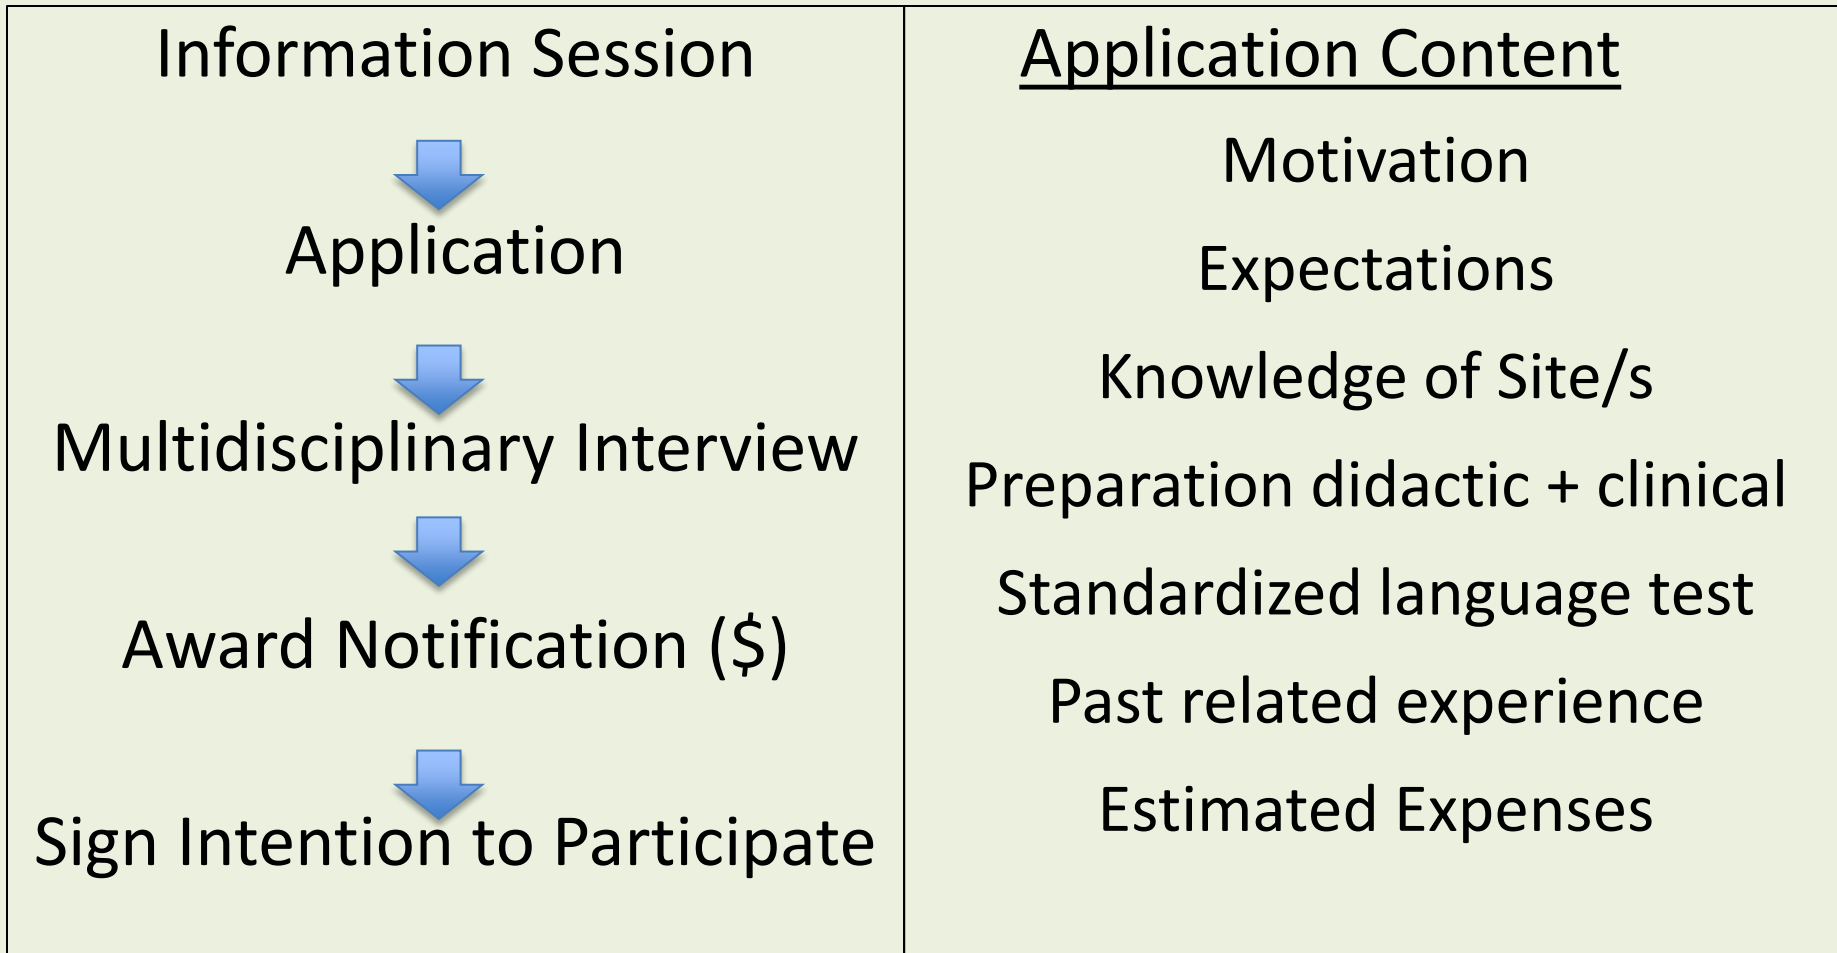 Information Session
Application
Multidisciplinary Interview
Award Notification ($)
Sign Intention to Participate
Application Content
Motivation
Expectations
Knowledge of Site/s
Preparation didactic + clinical
Standardized language test
Past related experience
Estimated Expenses